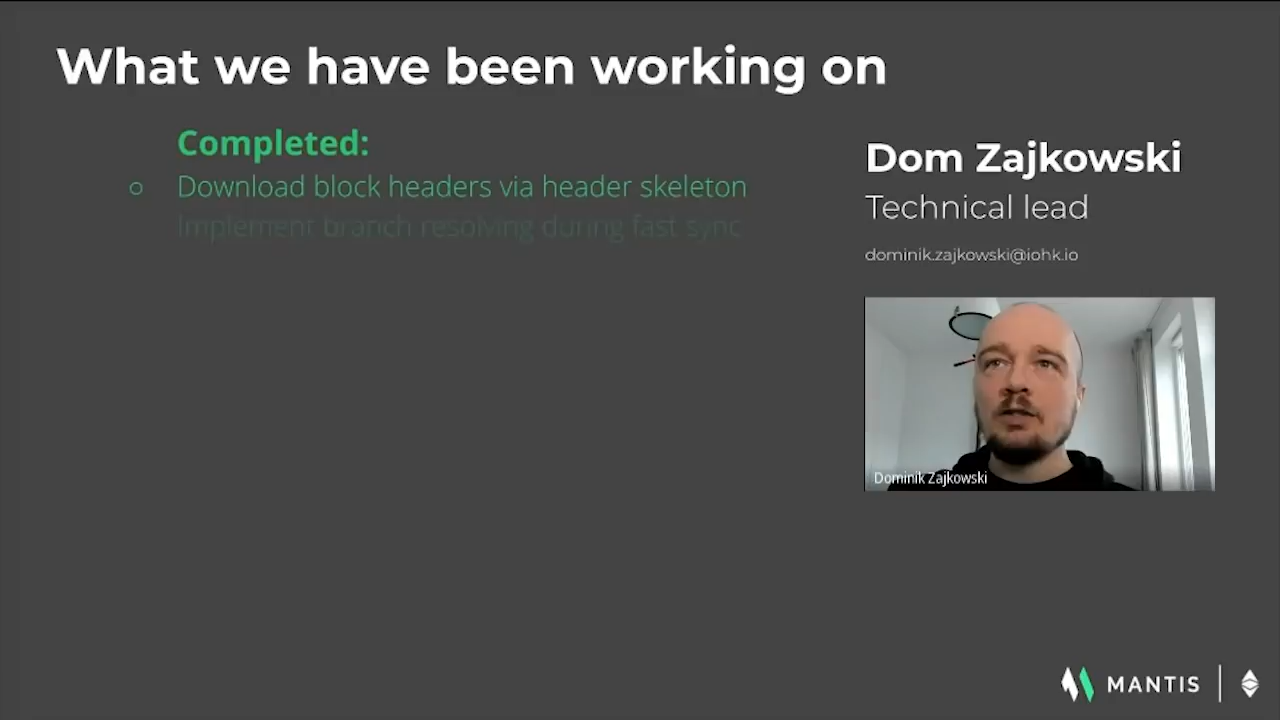 What we have been working on
Completed:
Download block headers via header skeleton
Implement branch resolving during fast sync
Dom Zajkowski
Technical lead
dominik.zajkowski@iohk.io
Dominik Zajkowski
MANTIS